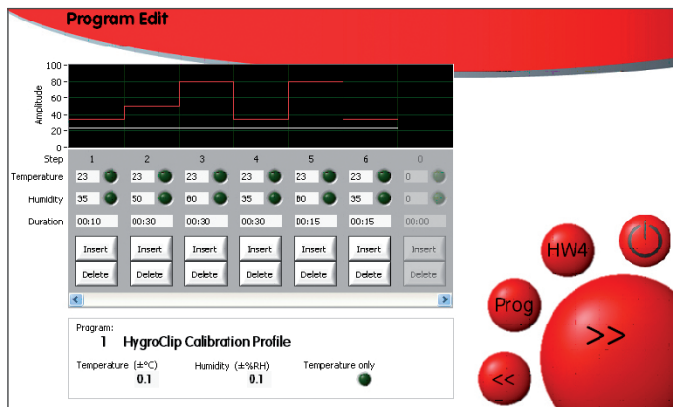 Program Edit
100
80
60
40
20
0
Amplitude
Step 1 2 3 4 5 6 0
Temperature 23 23 23 23 23 23 0
Humidity 35 50 80 35 80 35 0
Duration 00:10 00:30 00:30 00:30 00:15 00:15 00:00
Insert Insert Insert Insert Insert Insert Insert
Delete Delete Delete Delete Delete Delete Delete
Program:
1 HygroClip Calibration Profile
Temperature (±°C) Humidity (±%RH) Temperature only
0.1 0.1
HW4
Prog
>>
<<